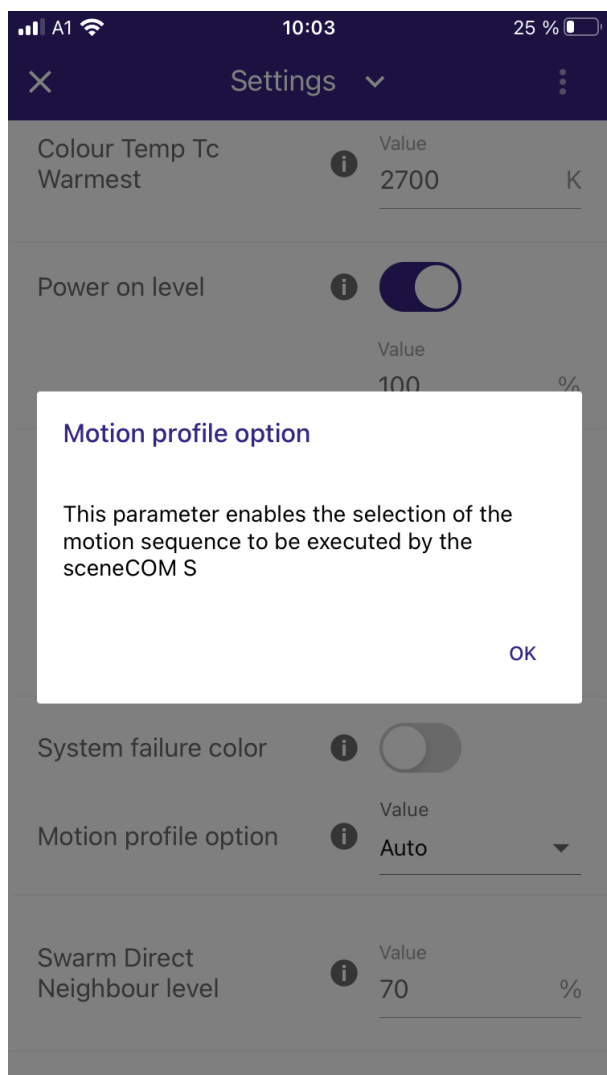 A1 10:03 25 %
Settings
Colour Temp Tc
Warmest
Value
2700 K
Power on level
Value
100 %
Motion profile option
This parameter enables the selection of the
motion sequence to be executed by the
sceneCOM S
OK
System failure color
Motion profile option
Value
Auto
Swarm Direct
Neighbour level
Value
70 %